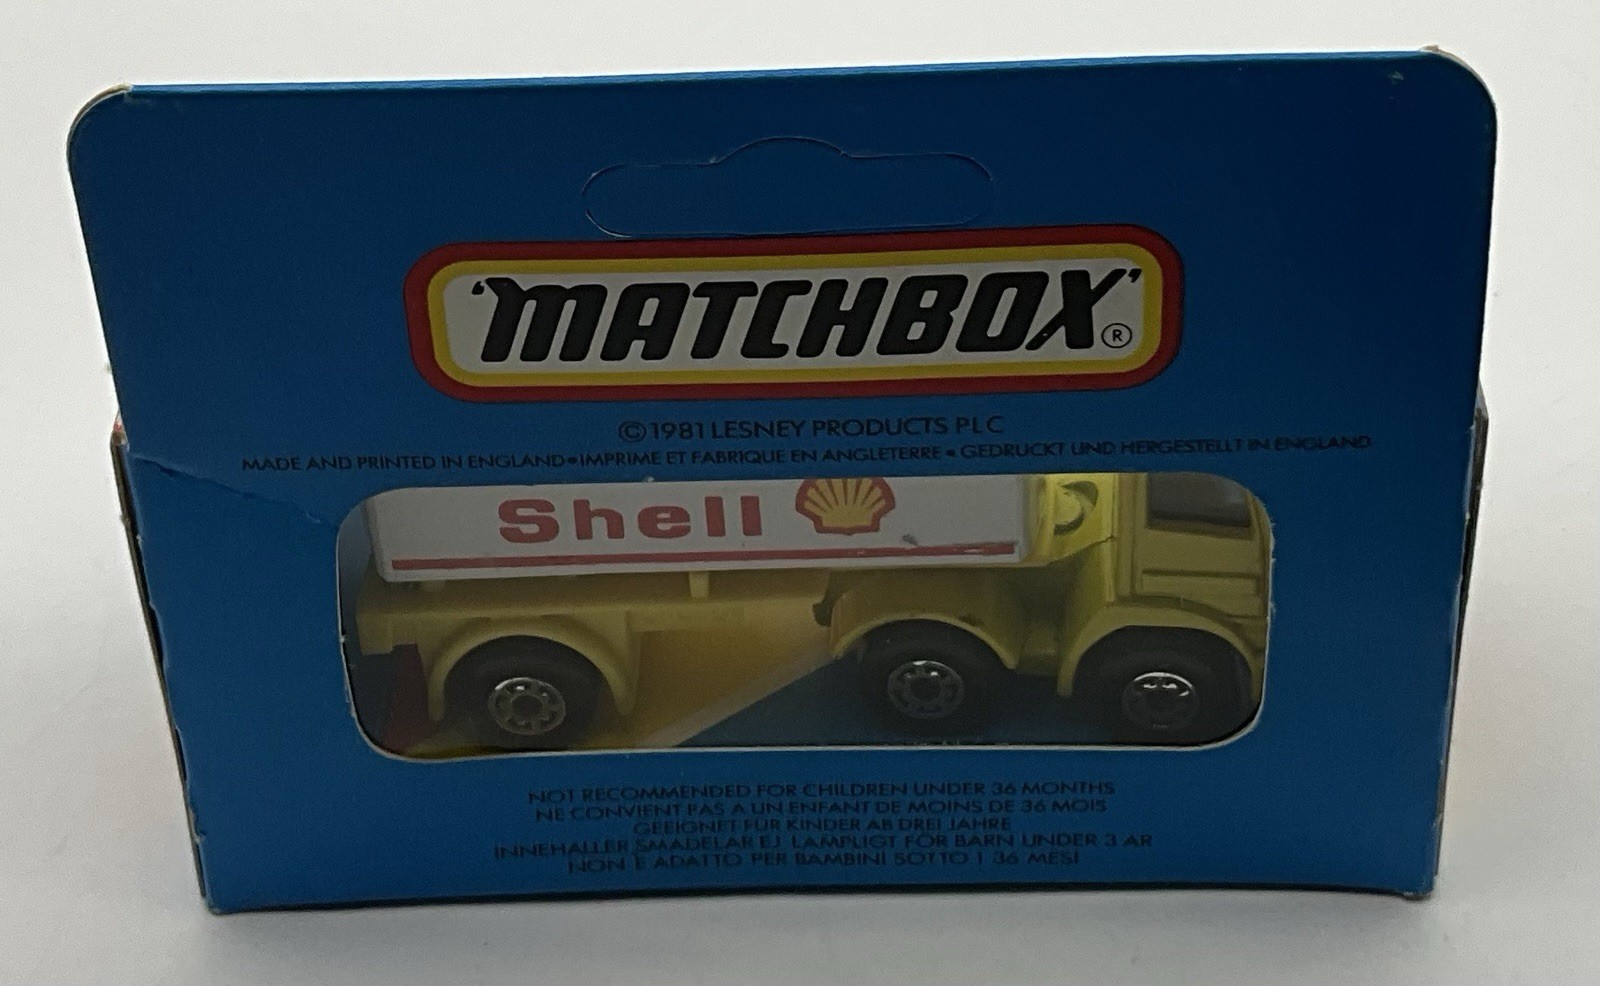 'MATCHBOX'®
©1981 LESNEY PRODUCTS PLC
MADE AND PRINTED IN ENGLAND•IMPRIME ET FABRIQUE EN ANGLETERRE•GEDRUCKT UND HERGESTELLT IN ENGLAND
Shell
NOT RECOMMENDED FOR CHILDREN UNDER 36 MONTHS
NE CONVIENT PAS A UN ENFANT DE MOINS DE 36 MOIS
GEEIGNET FUR KINDER AB DREI JAHRE
INNEHALLER SMADELAR EJ LAMPLIGT FÖR BARN UNDER 3 AR
NON E ADATTO PER BAMBINI SOTTO I 36 MESI